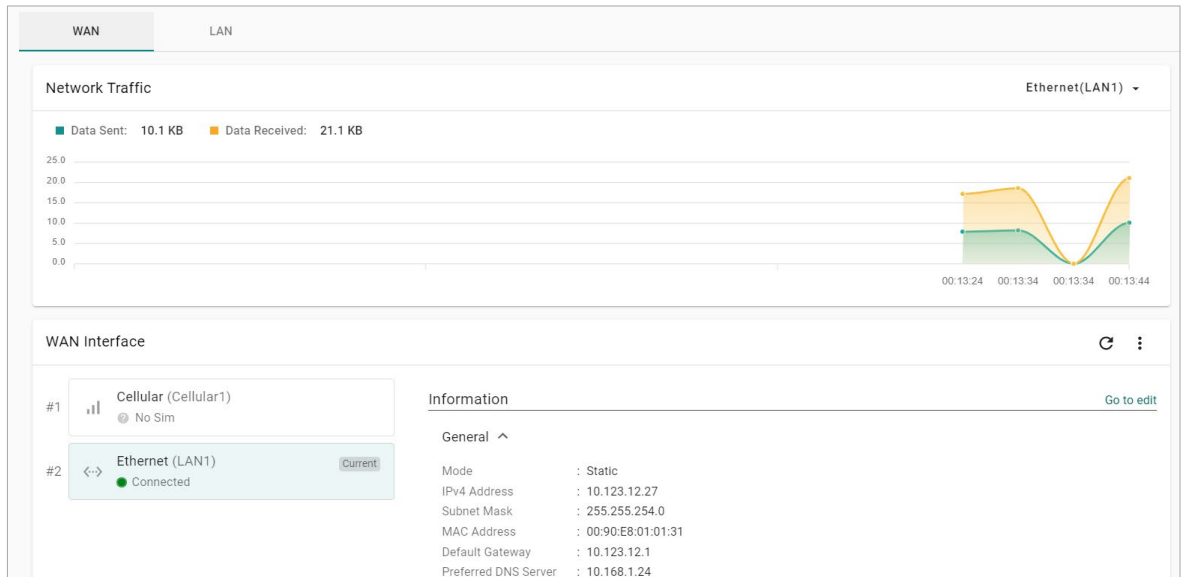 WAN LAN
Network Traffic Ethernet(LAN1)
Data Sent: 10.1 KB Data Received: 21.1 KB
25.0
20.0
15.0
10.0
5.0
0.0
00:13:24 00:13:34 00:13:34 00:13:44
WAN Interface
#1 Cellular (Cellular1)
No Sim
#2 Ethernet (LAN1) Current
Connected
Information Go to edit
General
Mode : Static
IPv4 Address : 10.123.12.27
Subnet Mask : 255.255.254.0
MAC Address : 00:90:E8:01:01:31
Default Gateway : 10.123.12.1
Preferred DNS Server : 10.168.1.24